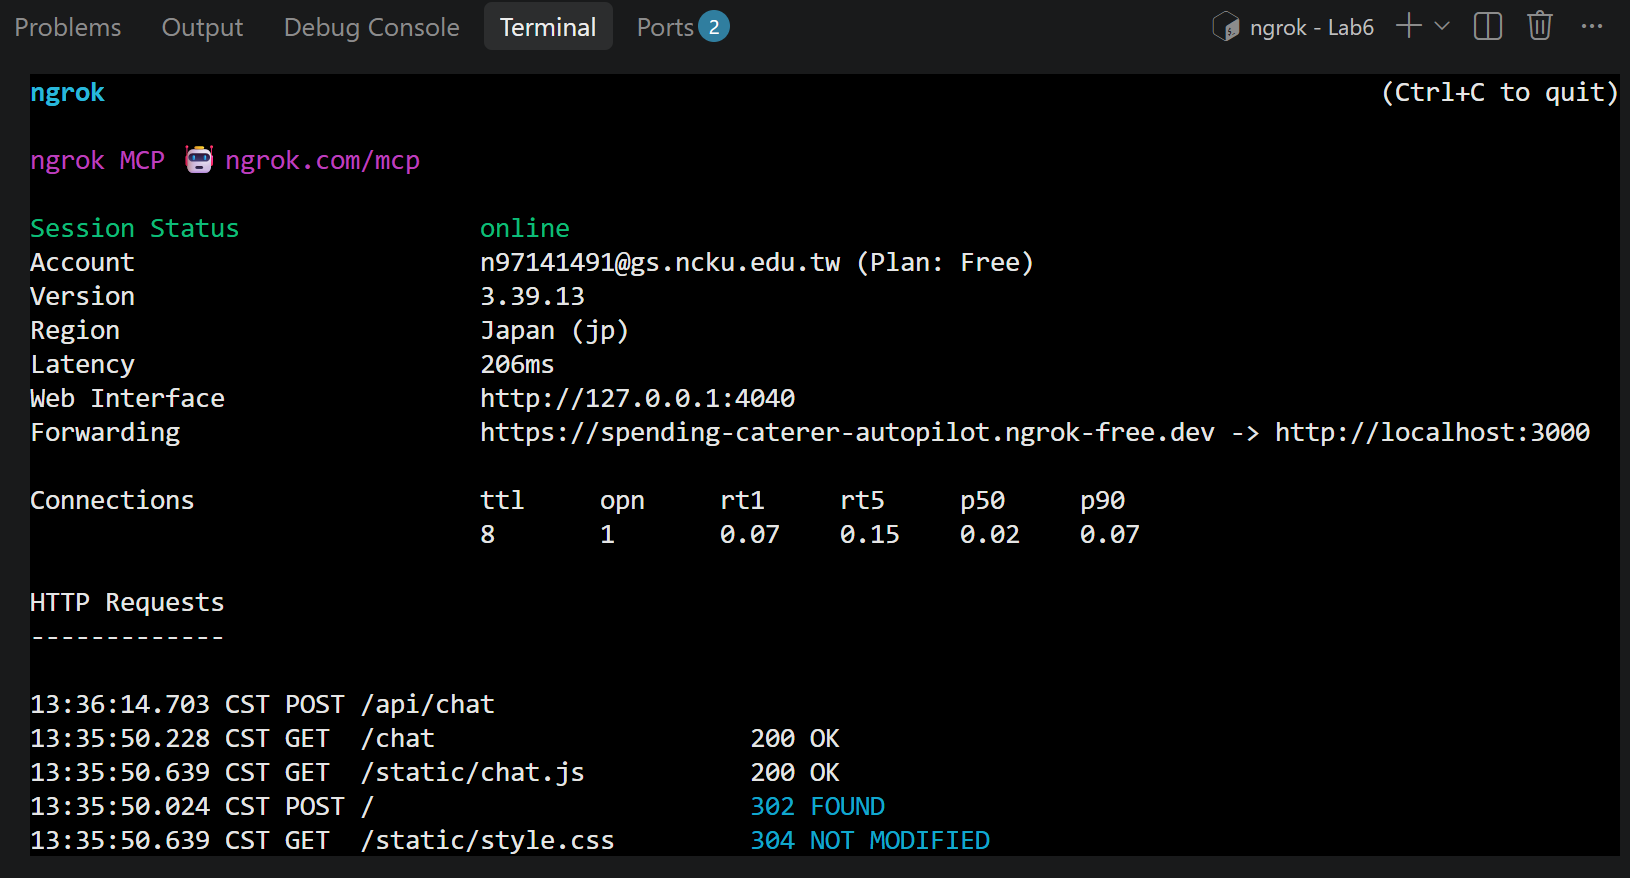 Problems Output Debug Console Terminal Ports 2 ngrok - Lab6
ngrok (Ctrl+C to quit)
ngrok MCP 🤖 ngrok.com/mcp
Session Status online
Account n97141491@gs.ncku.edu.tw (Plan: Free)
Version 3.39.13
Region Japan (jp)
Latency 206ms
Web Interface http://127.0.0.1:4040
Forwarding https://spending-caterer-autopilot.ngrok-free.dev -> http://localhost:3000
Connections ttl opn rt1 rt5 p50 p90
8 1 0.07 0.15 0.02 0.07
HTTP Requests
-------------
13:36:14.703 CST POST /api/chat
13:35:50.228 CST GET /chat 200 OK
13:35:50.639 CST GET /static/chat.js 200 OK
13:35:50.024 CST POST / 302 FOUND
13:35:50.639 CST GET /static/style.css 304 NOT MODIFIED